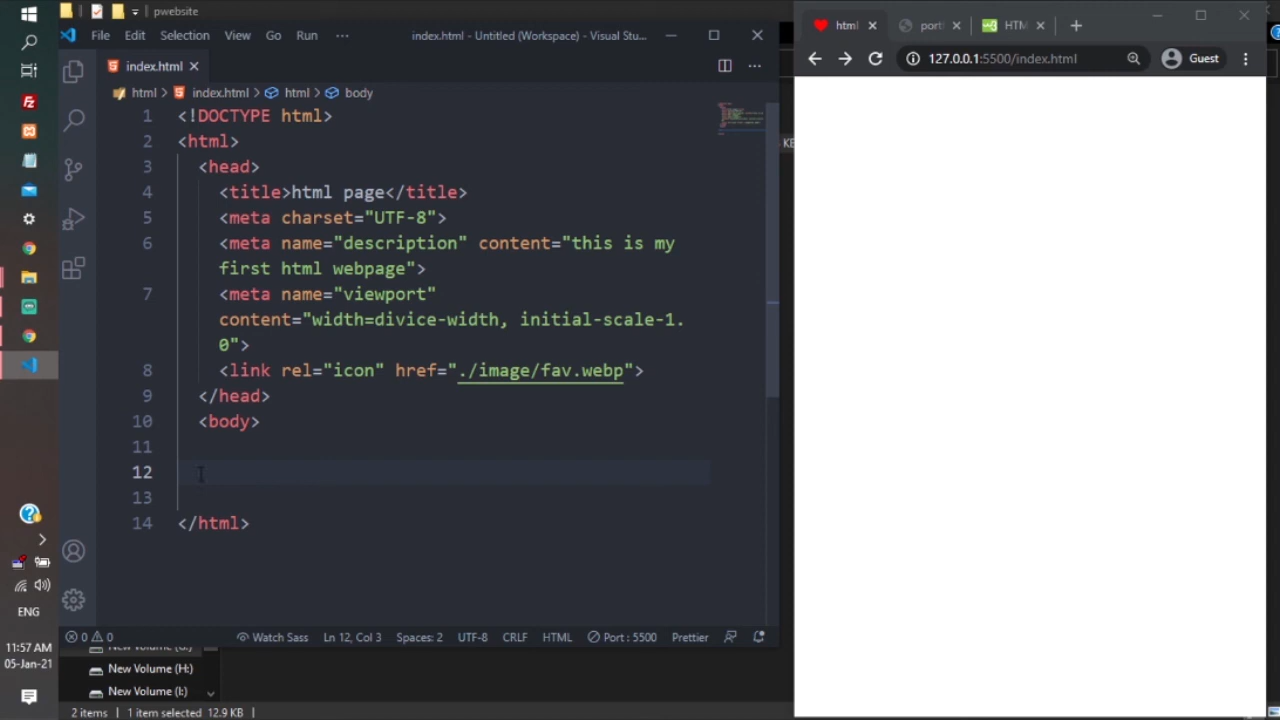 pwebsite
File Edit Selection View Go Run ··· index.html - Untitled (Workspace) - Visual Stu...
index.html
html > index.html > html > body
1 <!DOCTYPE html>
2 <html>
3 <head>
4 <title>html page</title>
5 <meta charset="UTF-8">
6 <meta name="description" content="this is my
first html webpage">
7 <meta name="viewport"
content="width=divice-width, initial-scale-1.
0">
8 <link rel="icon" href="./image/fav.webp">
9 </head>
10 <body>
11
12
13
14 </html>
0 0 Watch Sass Ln 12, Col 3 Spaces: 2 UTF-8 CRLF HTML Port : 5500 Prettier
html port HTM
127.0.0.1:5500/index.html Guest
KE
ENG
11:57 AM
05-Jan-21
New Volume (H:)
New Volume (I:)
2 items 1 item selected 12.9 KB